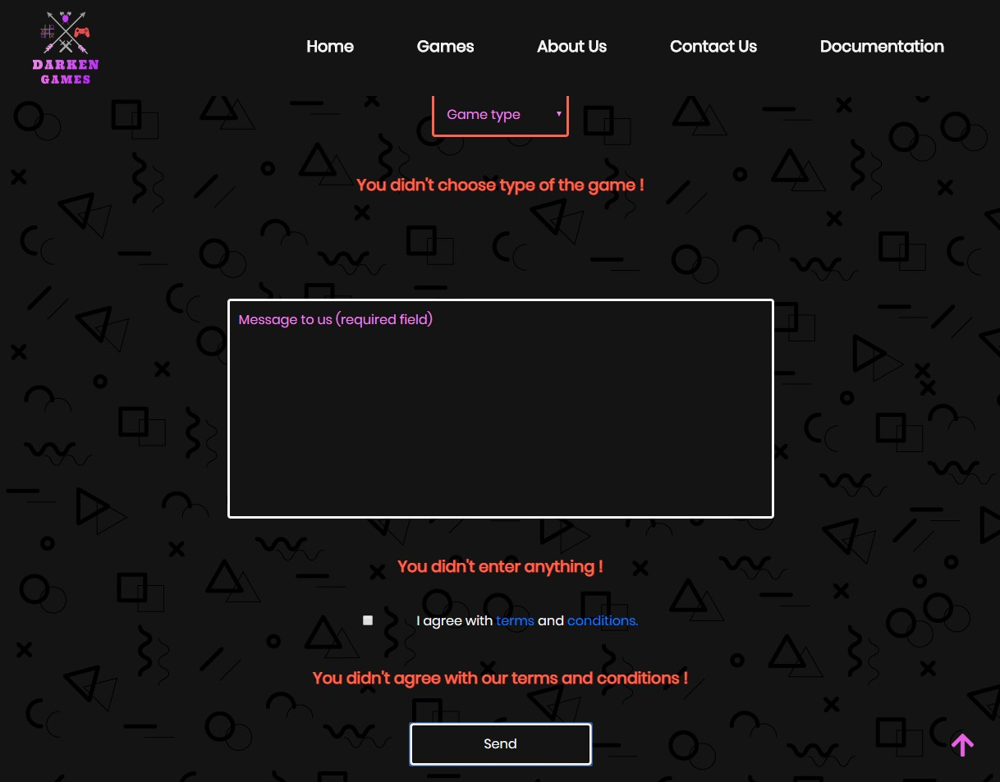 DARKEN
GAMES
Home Games About Us Contact Us Documentation
Game type
You didn't choose type of the game !
Message to us (required field)
You didn't enter anything !
I agree with terms and conditions.
You didn't agree with our terms and conditions !
Send